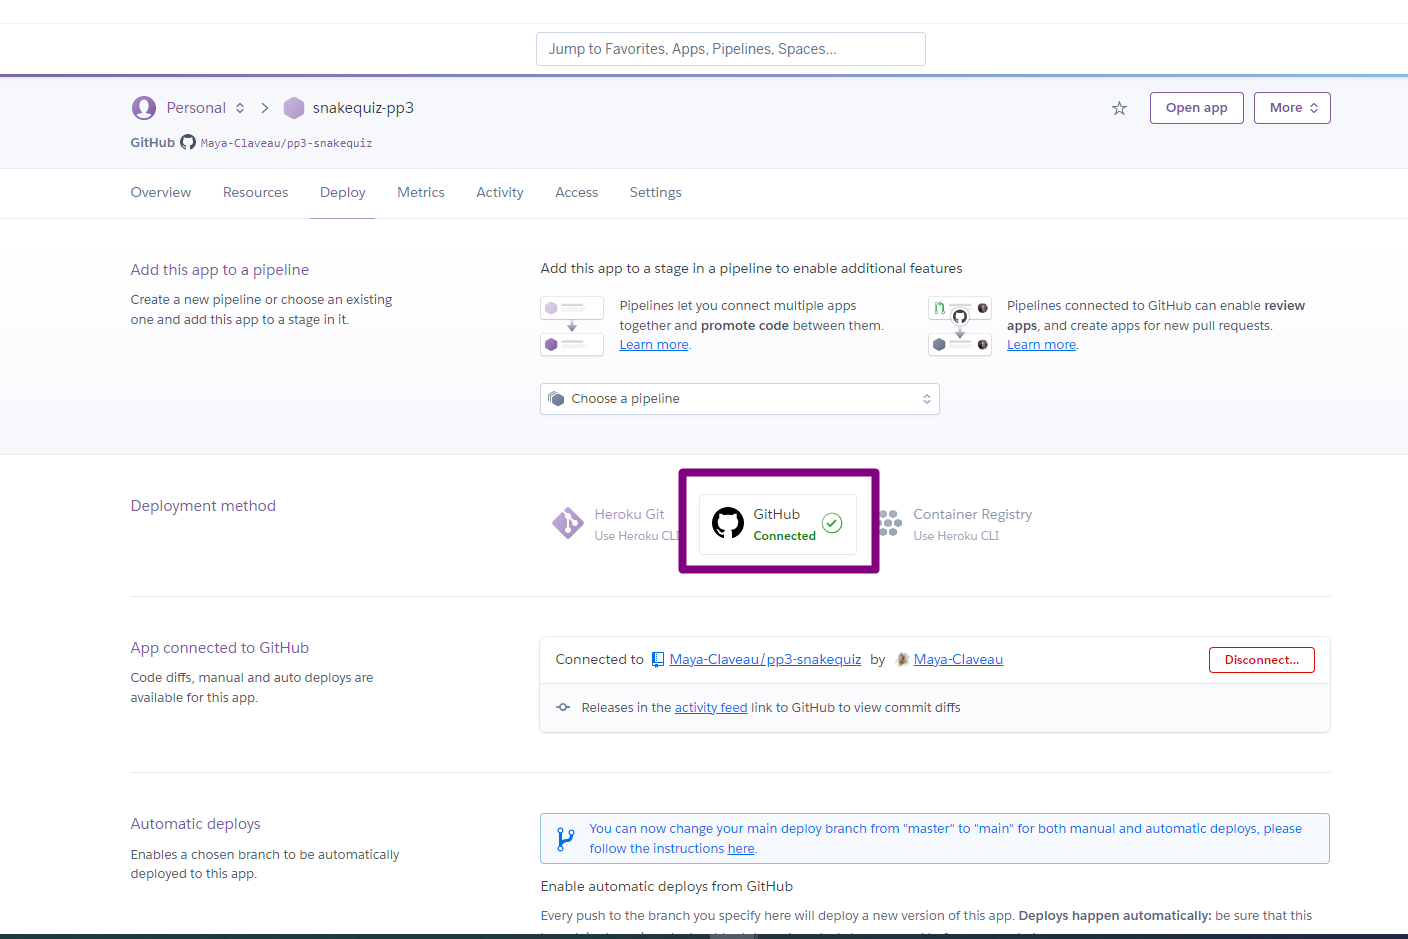 Jump to Favorites, Apps, Pipelines, Spaces...
Personal
snakequiz-pp3
Open app
More
GitHub Maya-Claveau/pp3-snakequiz
Overview
Resources
Deploy
Metrics
Activity
Access
Settings
Add this app to a pipeline
Create a new pipeline or choose an existing
one and add this app to a stage in it.
Add this app to a stage in a pipeline to enable additional features
Pipelines let you connect multiple apps
together and promote code between them.
Learn more.
Pipelines connected to GitHub can enable review
apps, and create apps for new pull requests.
Learn more.
Choose a pipeline
Deployment method
Heroku Git
Use Heroku CLI
GitHub
Connected
Container Registry
Use Heroku CLI
App connected to GitHub
Code diffs, manual and auto deploys are
available for this app.
Connected to Maya-Claveau/pp3-snakequiz by Maya-Claveau
Disconnect...
Releases in the activity feed link to GitHub to view commit diffs
Automatic deploys
Enables a chosen branch to be automatically
deployed to this app.
You can now change your main deploy branch from "master" to "main" for both manual and automatic deploys, please
follow the instructions here.
Enable automatic deploys from GitHub
Every push to the branch you specify here will deploy a new version of this app. Deploys happen automatically: be sure that this